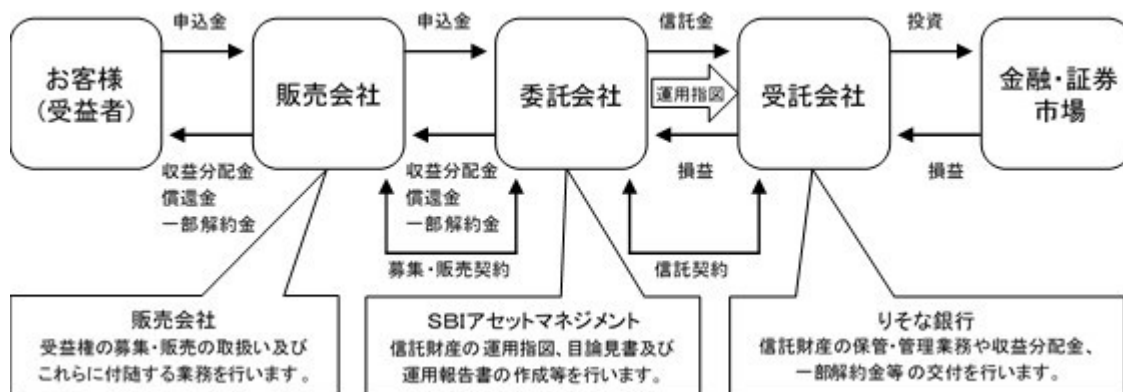 申込金
申込金
信託金
投資
お客様
(受益者)
販売会社
委託会社
運用指図
受託会社
金融・証券
市場
収益分配金
償還金
一部解約金
収益分配金
償還金
一部解約金
損益
損益
募集・販売契約
信託契約
販売会社
受益権の募集・販売の取扱い及び
これらに付随する業務を行います。
SBIアセットマネジメント
信託財産の運用指図、目論見書及び
運用報告書の作成等を行います。
りそな銀行
信託財産の保管・管理業務や収益分配金、
一部解約金等の交付を行います。